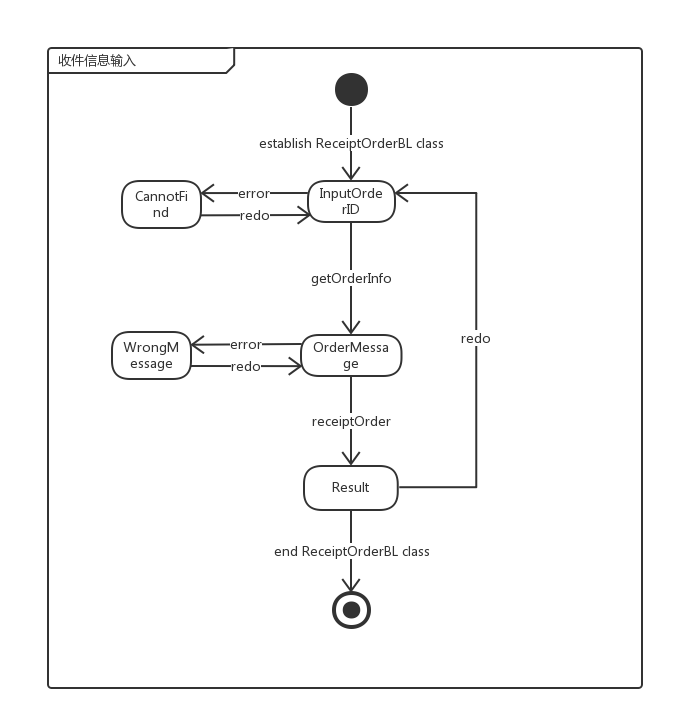 收件信息输入
establish ReceiptOrderBL class
CannotFi
nd
error
redo
InputOrde
rID
getOrderInfo
WrongM
essage
error
redo
OrderMessa
ge
redo
receiptOrder
Result
end ReceiptOrderBL class